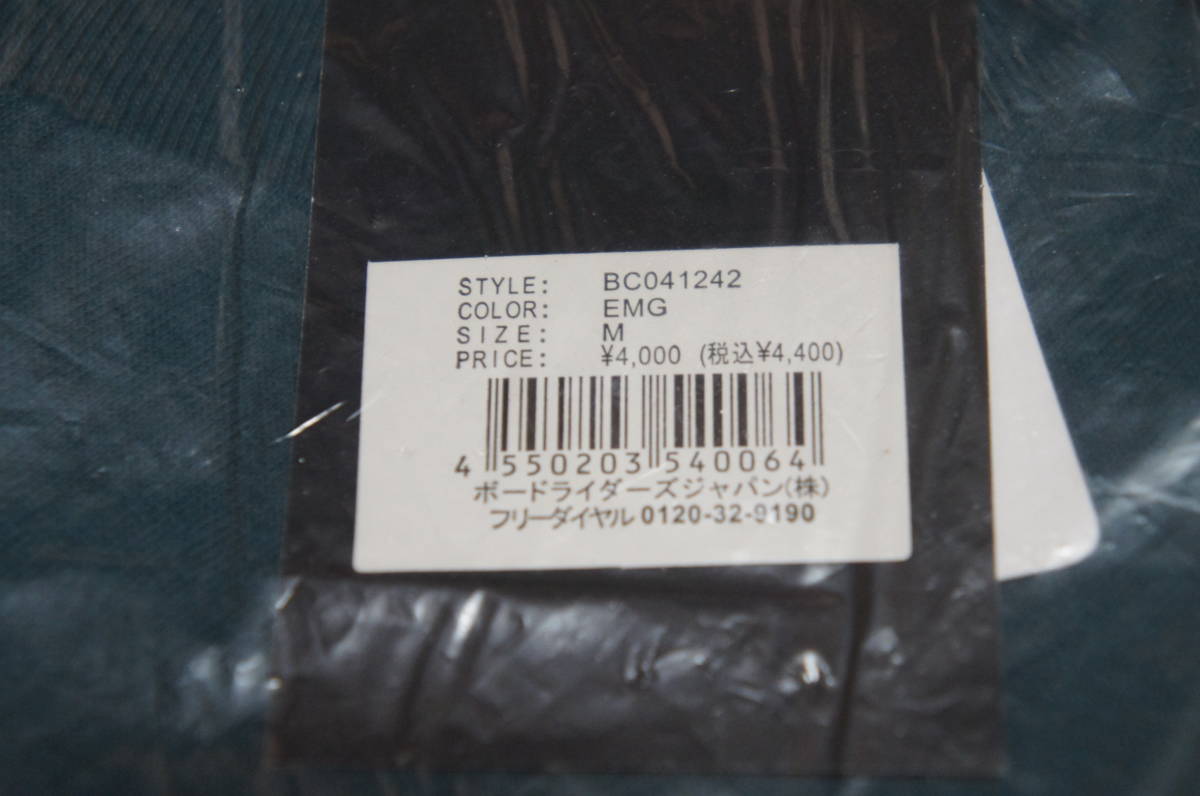 STYLE: BC041242
COLOR: EMG
SIZE: M
PRICE: ¥4,000 (税込¥4,400)
4 550203 540064
ボードライダーズジャパン(株)
フリーダイヤル 0120-32-9190